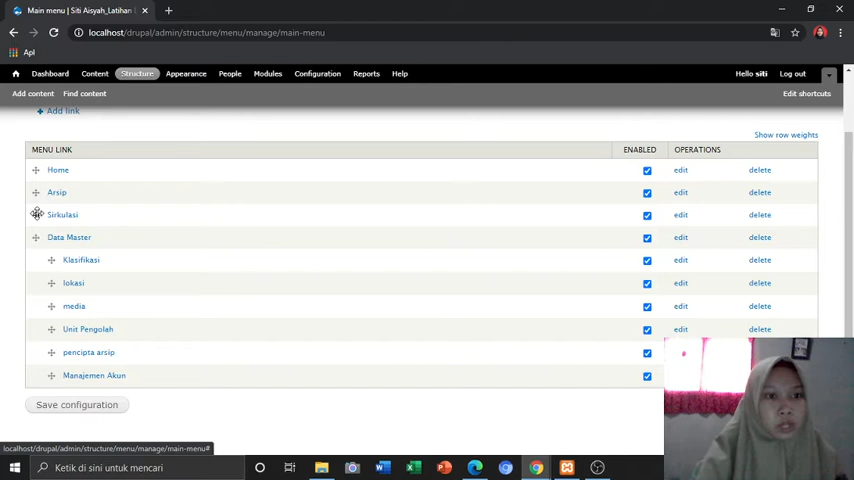 Main menu | Siti Aisyah_Latihan
localhost/drupal/admin/structure/menu/manage/main-menu
Apl
Dashboard Content Structure Appearance People Modules Configuration Reports Help Hello siti Log out
Add content Find content Edit shortcuts
Add link
Show row weights
MENU LINK ENABLED OPERATIONS
Home edit delete
Arsip edit delete
Sirkulasi edit delete
Data Master edit delete
Klasifikasi edit delete
lokasi edit delete
media edit delete
Unit Pengolah edit delete
pencipta arsip
Manajemen Akun
Save configuration
localhost/drupal/admin/structure/menu/manage/main-menu#
Ketik di sini untuk mencari